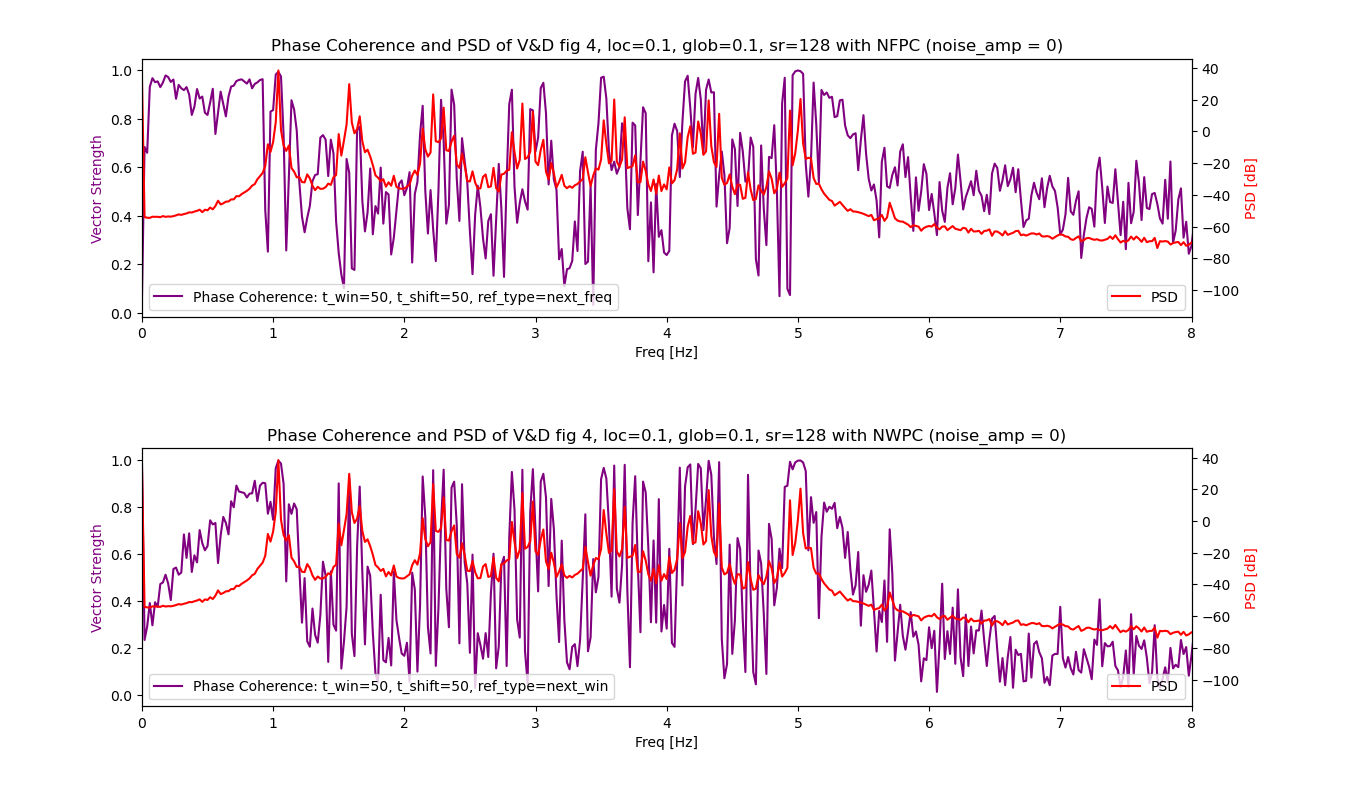 Phase Coherence and PSD of V&D fig 4, loc=0.1, glob=0.1, sr=128 with NFPC (noise_amp = 0)
1.0
0.8
0.6
0.4
0.2
0.0
Vector Strength
40
20
0
−20
−40
−60
−80
−100
PSD [dB]
Phase Coherence: t_win=50, t_shift=50, ref_type=next_freq
PSD
0 1 2 3 4 5 6 7 8
Freq [Hz]
Phase Coherence and PSD of V&D fig 4, loc=0.1, glob=0.1, sr=128 with NWPC (noise_amp = 0)
1.0
0.8
0.6
0.4
0.2
0.0
Vector Strength
40
20
0
−20
−40
−60
−80
−100
PSD [dB]
Phase Coherence: t_win=50, t_shift=50, ref_type=next_win
PSD
0 1 2 3 4 5 6 7 8
Freq [Hz]